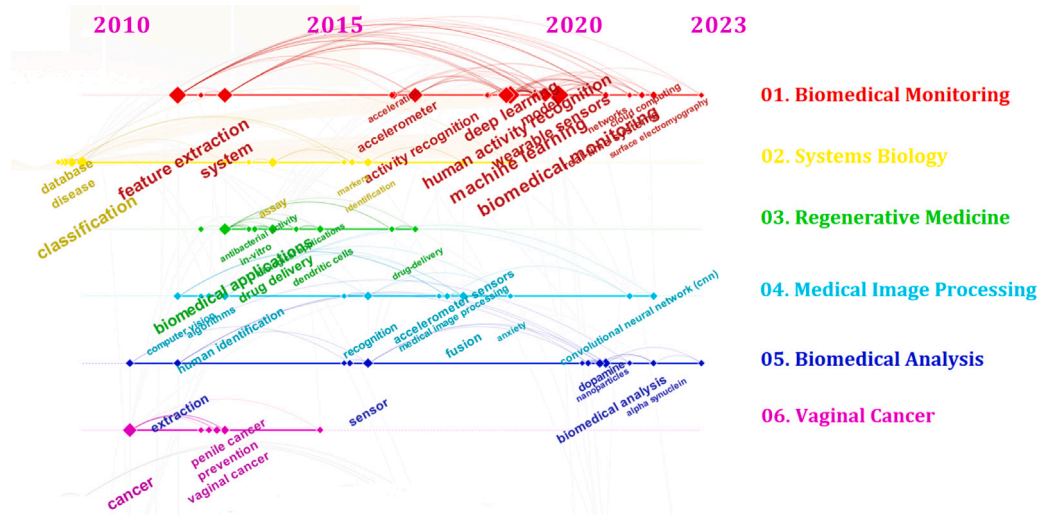 2010 2015 2020 2023
01. Biomedical Monitoring
feature extraction
system
accelerometer
activity recognition
deep learning
modeling
human activity recognition
wearable sensors
machine learning
biomedical monitoring
networks
cloud computing
surface electromyography
02. Systems Biology
database
disease
classification
assay
markers
identification
03. Regenerative Medicine
antibacterial activity
in-vitro
biomedical applications
drug delivery
dendritic cells
drug-delivery
04. Medical Image Processing
computer vision
algorithms
human identification
recognition
accelerometer sensors
medical image processing
fusion
anxiety
convolutional neural network (cnn)
05. Biomedical Analysis
extraction
sensor
dopamine
nanoparticles
biomedical analysis
alpha synuclein
06. Vaginal Cancer
cancer
penile cancer
prevention
vaginal cancer